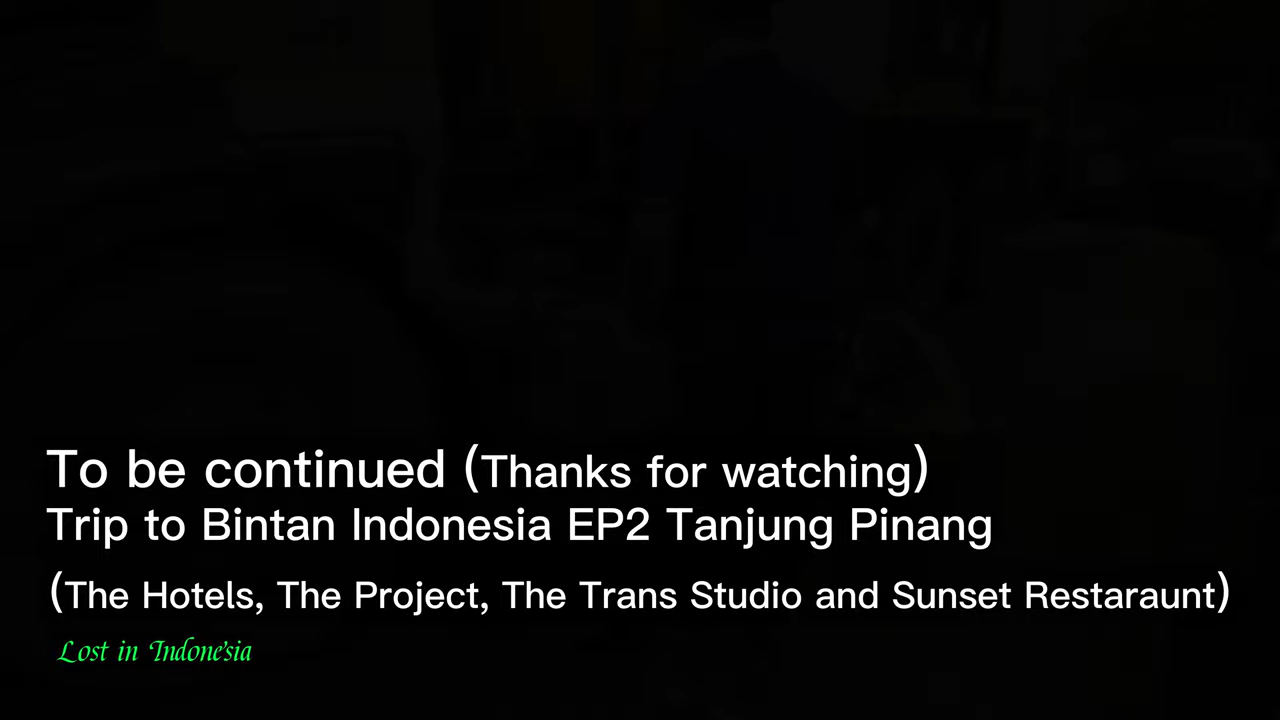 To be continued (Thanks for watching)
Trip to Bintan Indonesia EP2 Tanjung Pinang
(The Hotels, The Project, The Trans Studio and Sunset Restaraunt)
Lost in Indone'sia